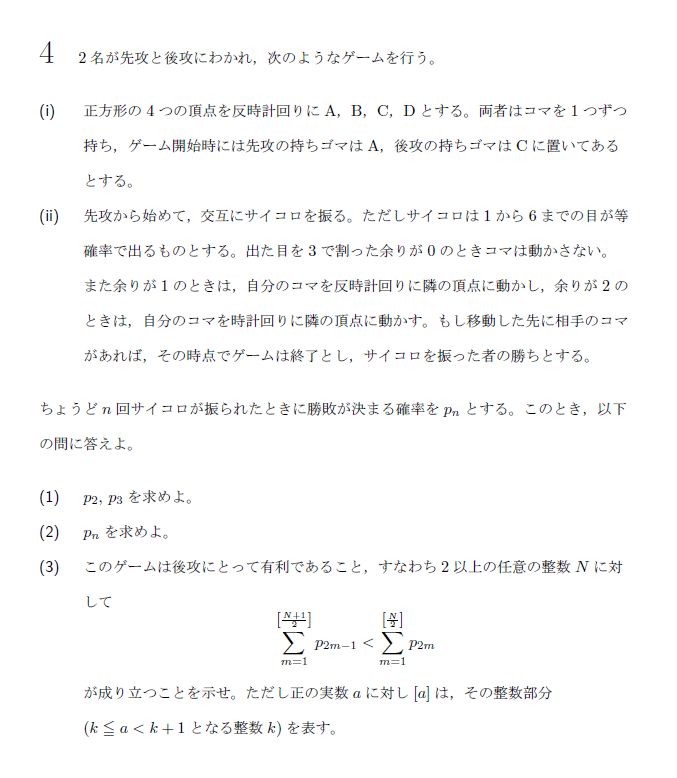 4 2 名が先攻と後攻にわかれ，次のようなゲームを行う。
(i) 正方形の 4 つの頂点を反時計回りに A，B，C，D とする。両者はコマを 1 つずつ
持ち，ゲーム開始時には先攻の持ちゴマは A，後攻の持ちゴマは C に置いてある
とする。
(ii) 先攻から始めて，交互にサイコロを振る。ただしサイコロは 1 から 6 までの目が等
確率で出るものとする。出た目を 3 で割った余りが 0 のときコマは動かさない。
また余りが 1 のときは，自分のコマを反時計回りに隣の頂点に動かし，余りが 2 の
ときは，自分のコマを時計回りに隣の頂点に動かす。もし移動した先に相手のコマ
があれば，その時点でゲームは終了とし，サイコロを振った者の勝ちとする。
ちょうど n 回サイコロが振られたときに勝敗が決まる確率を p_n とする。このとき，以下
の問に答えよ。
(1) p_2, p_3 を求めよ。
(2) p_n を求めよ。
(3) このゲームは後攻にとって有利であること，すなわち 2 以上の任意の整数 N に対
して
\sum_{m=1}^{[\frac{N+1}{2}]} p_{2m-1} < \sum_{m=1}^{[\frac{N}{2}]} p_{2m}
が成り立つことを示せ。ただし正の実数 a に対し [a] は，その整数部分
(k ≦ a < k + 1 となる整数 k) を表す。